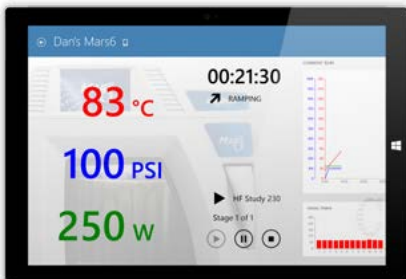 Dan's Mars6
83 °C
100 PSI
250 W
00:21:30
RAMPING
HF Study 230
Stage 1 of 1